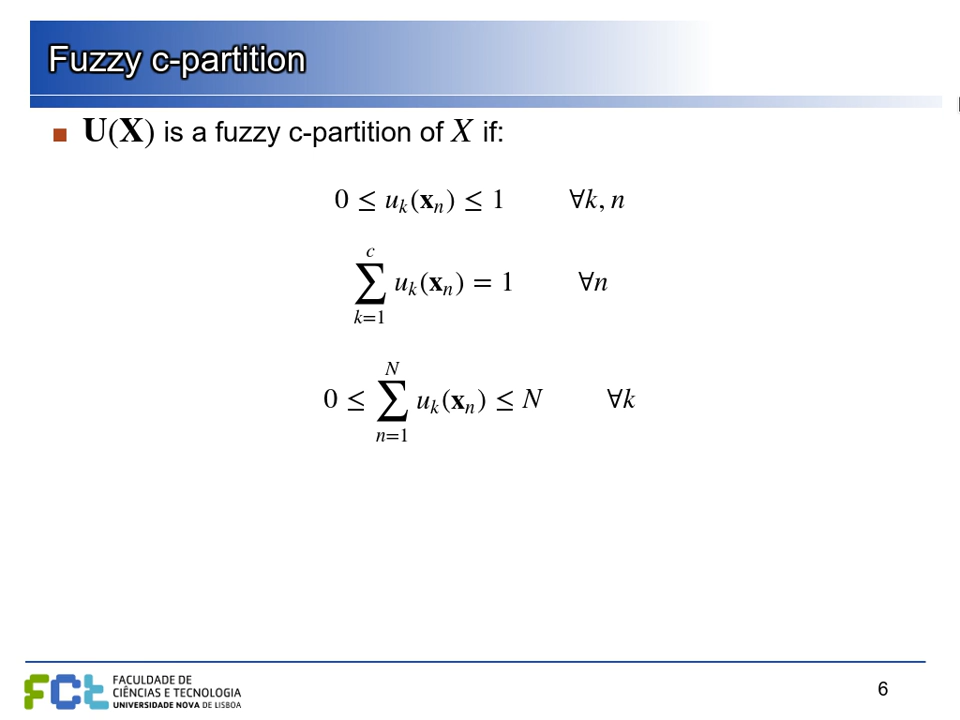 Fuzzy c-partition
■ U(X) is a fuzzy c-partition of X if:
0 ≤ u_k(x_n) ≤ 1 ∀k, n
∑_{k=1}^{c} u_k(x_n) = 1 ∀n
0 ≤ ∑_{n=1}^{N} u_k(x_n) ≤ N ∀k
FCt
FACULDADE DE
CIÊNCIAS E TECNOLOGIA
UNIVERSIDADE NOVA DE LISBOA
6